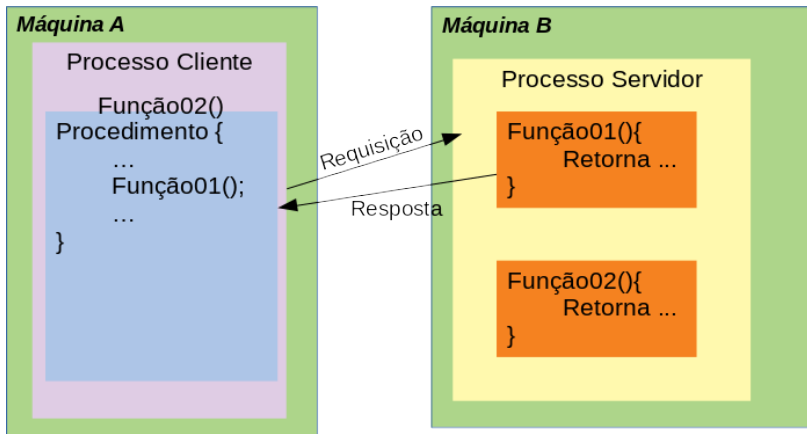 Máquina A
Processo Cliente
Função02()
Procedimento {
...
Função01();
...
}
Requisição
Resposta
Máquina B
Processo Servidor
Função01(){
Retorna ...
}
Função02(){
Retorna ...
}